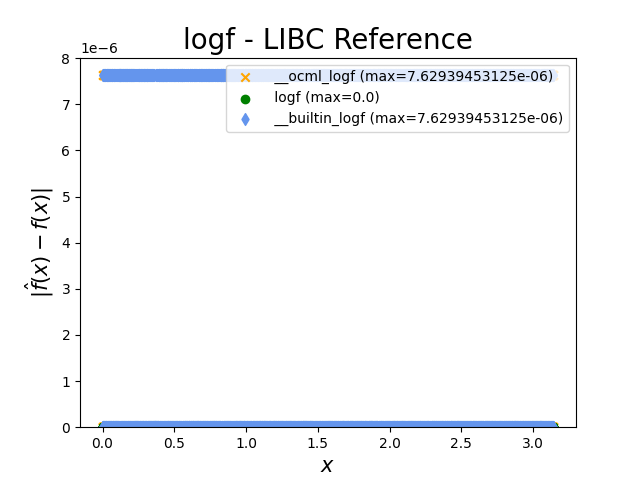 logf - LIBC Reference
1e−6
__ocml_logf (max=7.62939453125e-06)
logf (max=0.0)
__builtin_logf (max=7.62939453125e-06)
8
7
6
5
4
3
2
1
0
|f̂(x) − f(x)|
0.0 0.5 1.0 1.5 2.0 2.5 3.0
x